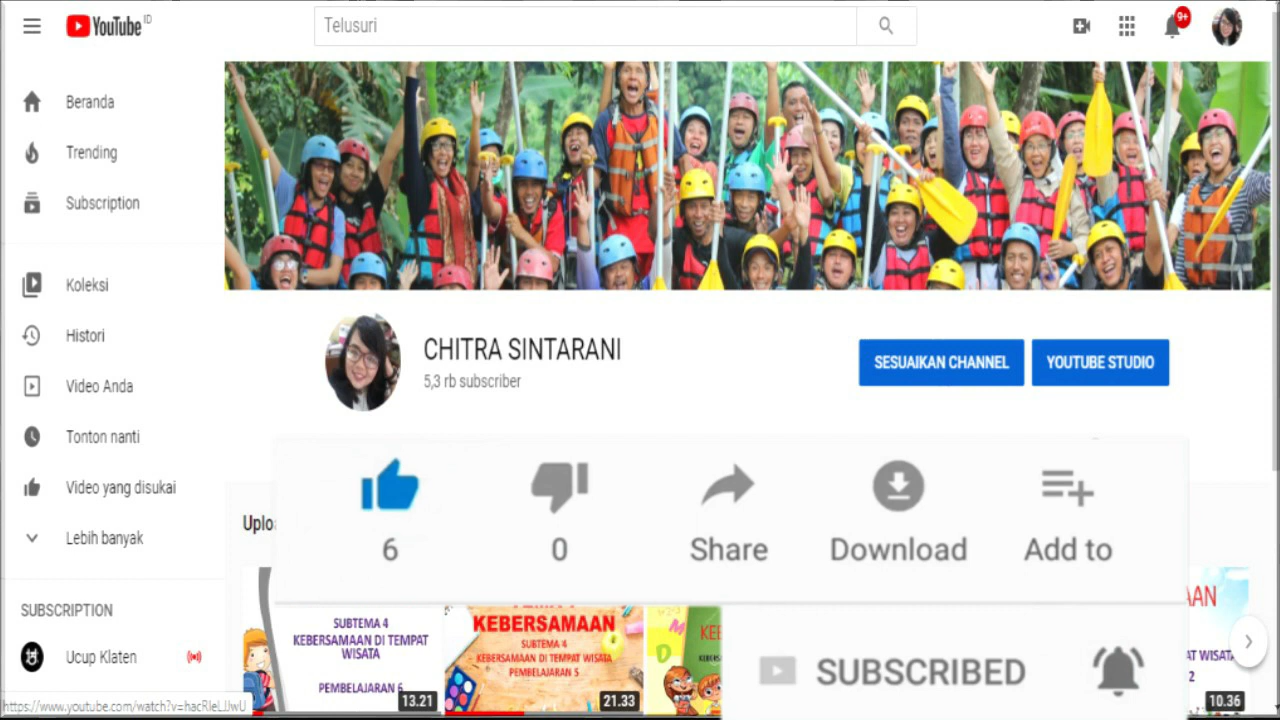 YouTube ID
Telusuri
9+
Beranda
Trending
Subscription
Koleksi
Histori
Video Anda
Tonton nanti
Video yang disukai
Lebih banyak
SUBSCRIPTION
Ucup Klaten
CHITRA SINTARANI
5,3 rb subscriber
SESUAIKAN CHANNEL
YOUTUBE STUDIO
6
0
Share
Download
Add to
SUBTEMA 4
KEBERSAMAAN DI TEMPAT
WISATA
PEMBELAJARAN 6
13.21
KEBERSAMAAN
SUBTEMA 4
KEBERSAMAAN DI TEMPAT WISATA
PEMBELAJARAN 5
21.33
SUBSCRIBED
2
10.36
https://www.youtube.com/watch?v=hacRIeLJJwU